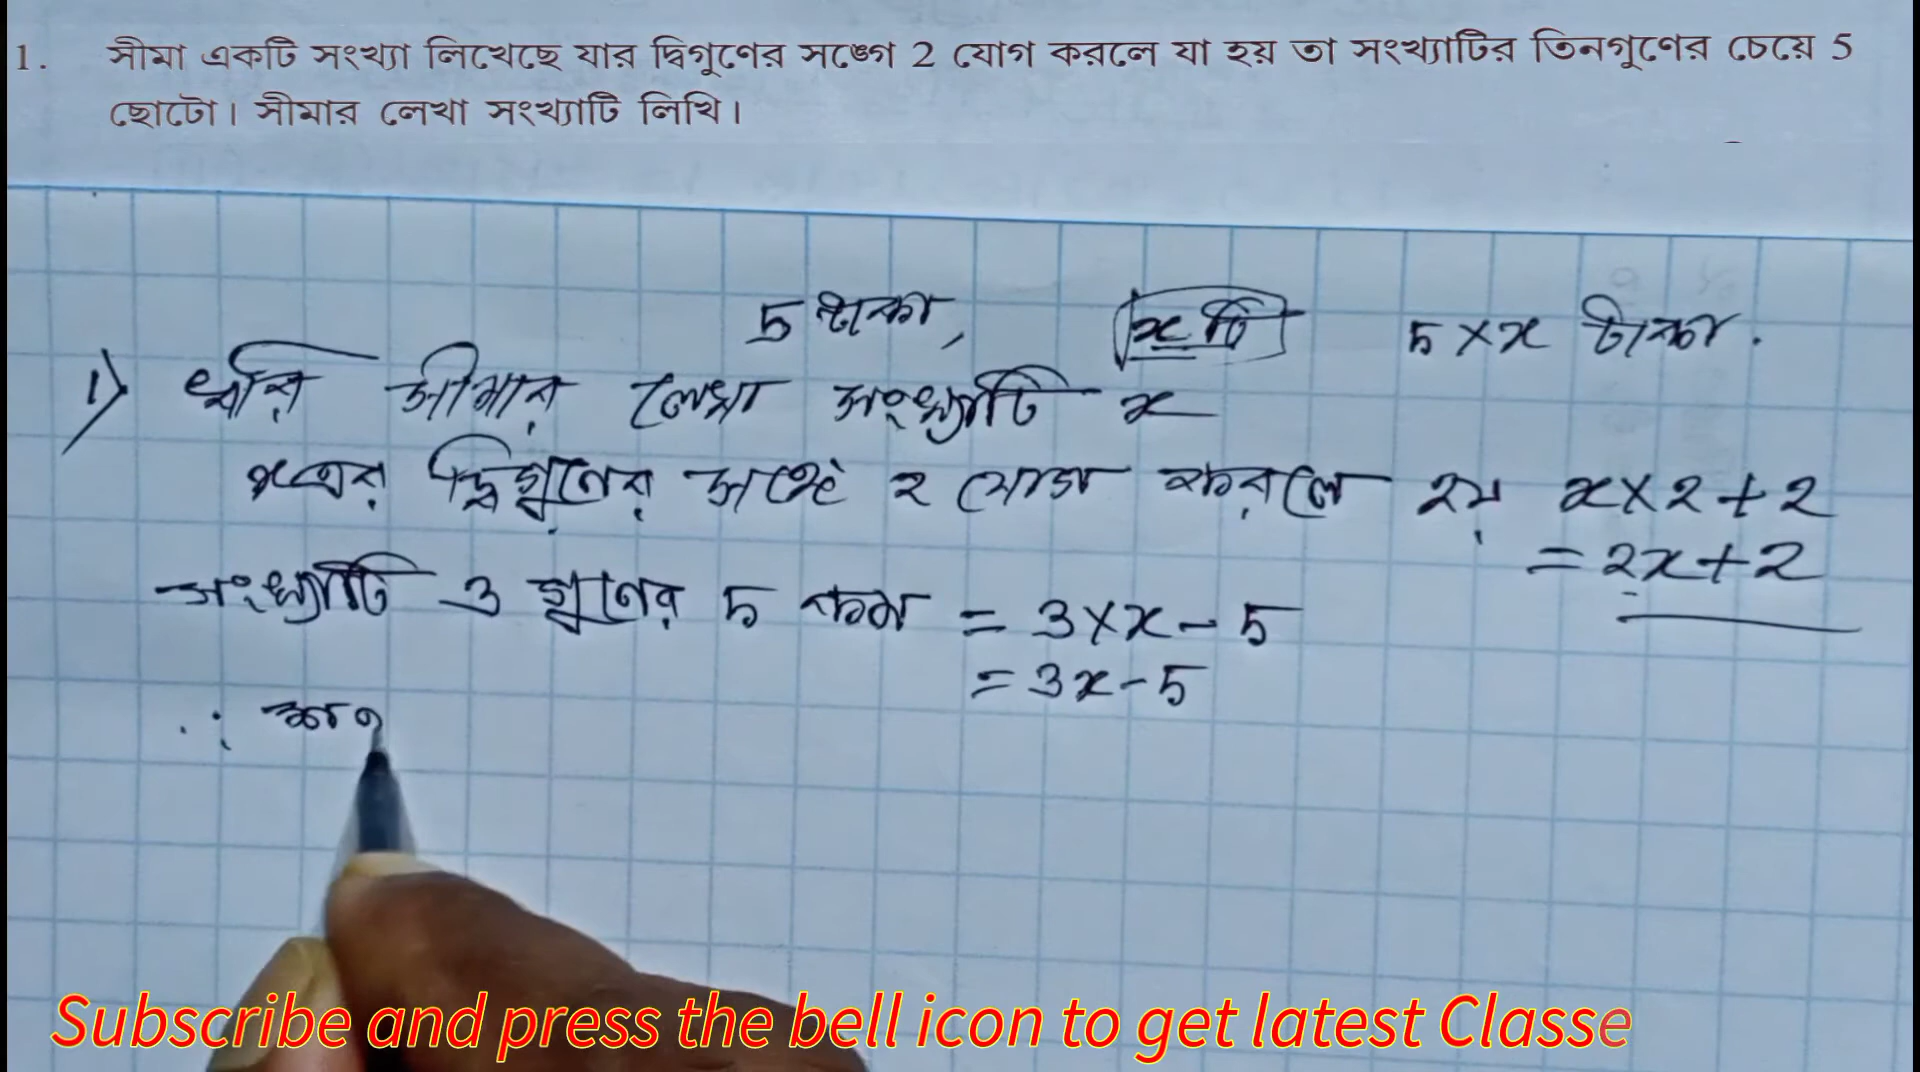 1. সীমা একটি সংখ্যা লিখেছে যার দ্বিগুণের সঙ্গে 2 যোগ করলে যা হয় তা সংখ্যাটির তিনগুণের চেয়ে 5
ছোটো। সীমার লেখা সংখ্যাটি লিখি।
5 টাকা, x টি 5 × x টাকা.
1) ধরি সীমার লেখা সংখ্যাটি x
x এর দ্বিগুণের সঙ্গে 2 যোগ করলে হয় x × 2 + 2
= 2x + 2
সংখ্যাটি 3 গুণের 5 কম = 3 × x - 5
= 3x - 5
∴
Subscribe and press the bell icon to get latest Classe